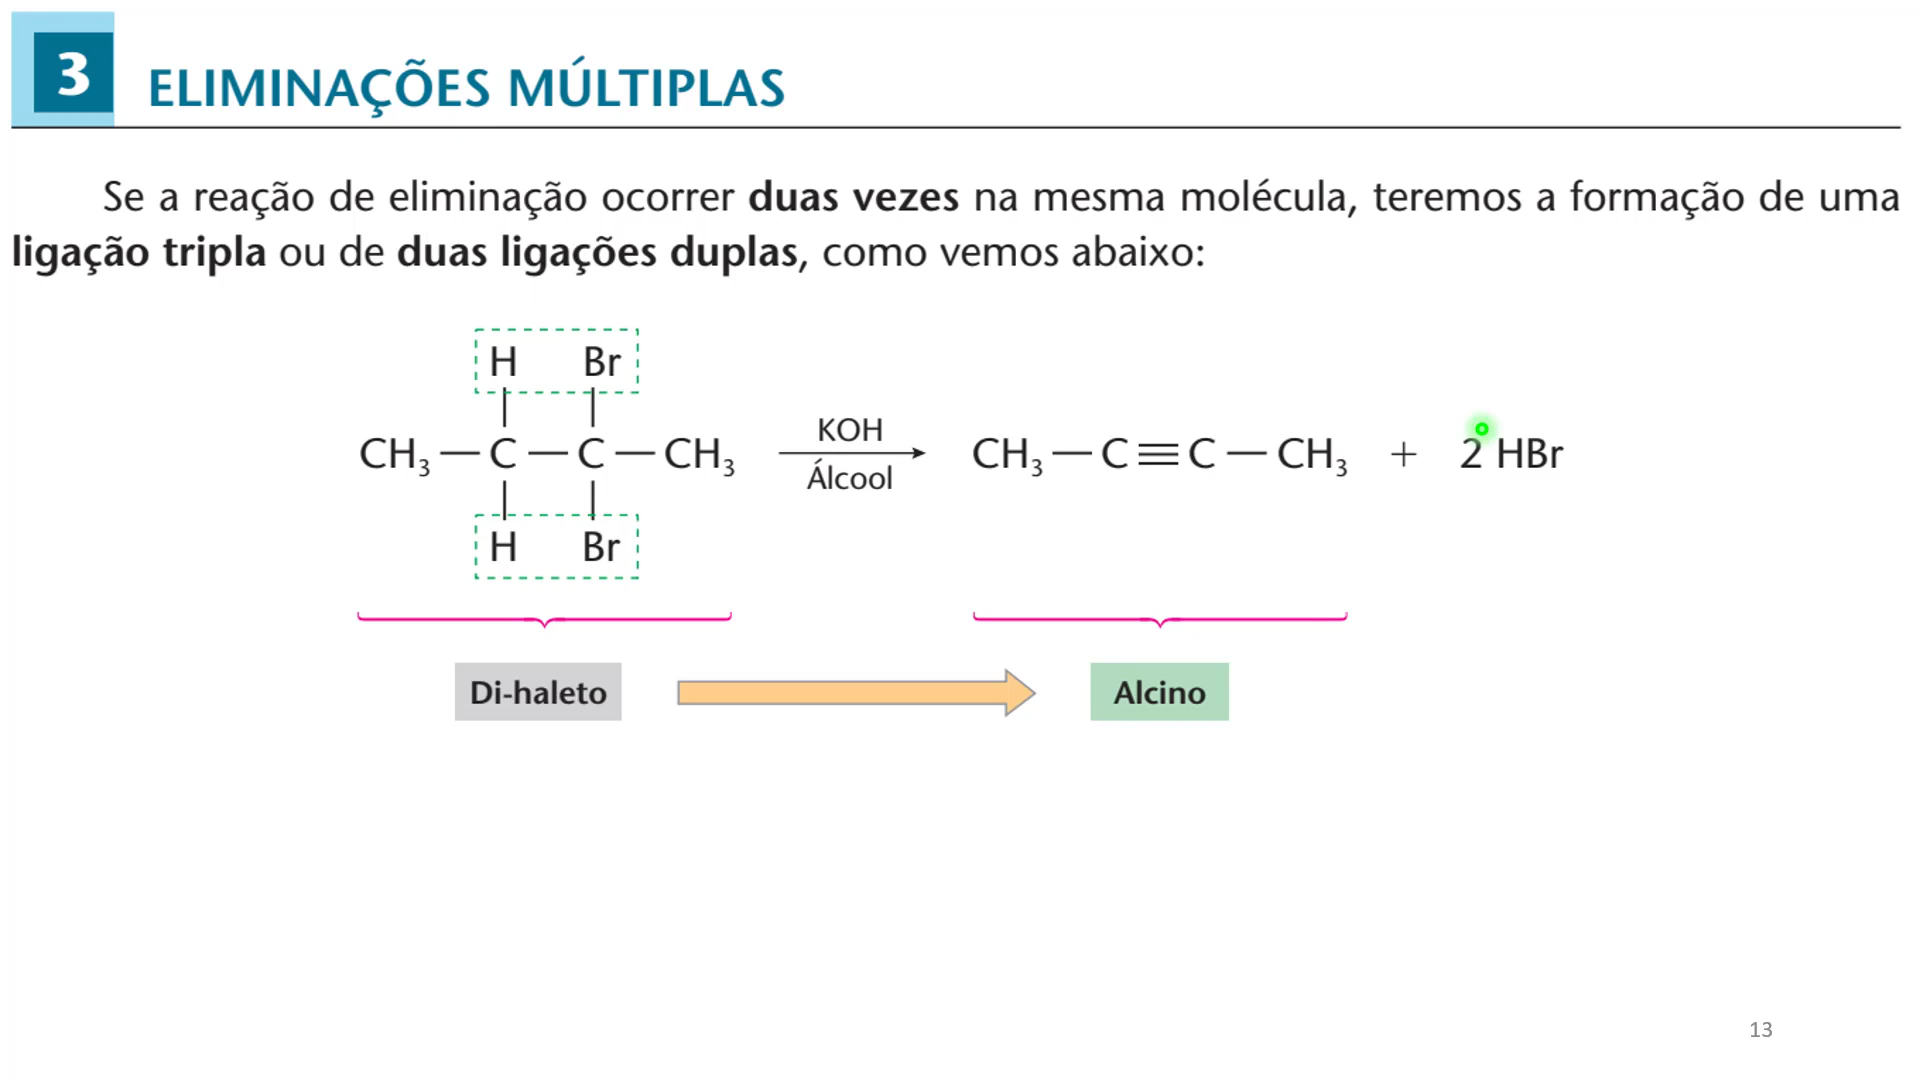 3 ELIMINAÇÕES MÚLTIPLAS
Se a reação de eliminação ocorrer duas vezes na mesma molécula, teremos a formação de uma
ligação tripla ou de duas ligações duplas, como vemos abaixo:
H Br
CH₃ — C — C — CH₃ KOH Álcool CH₃ — C ≡ C — CH₃ + 2 HBr
H Br
Di-haleto Alcino
13